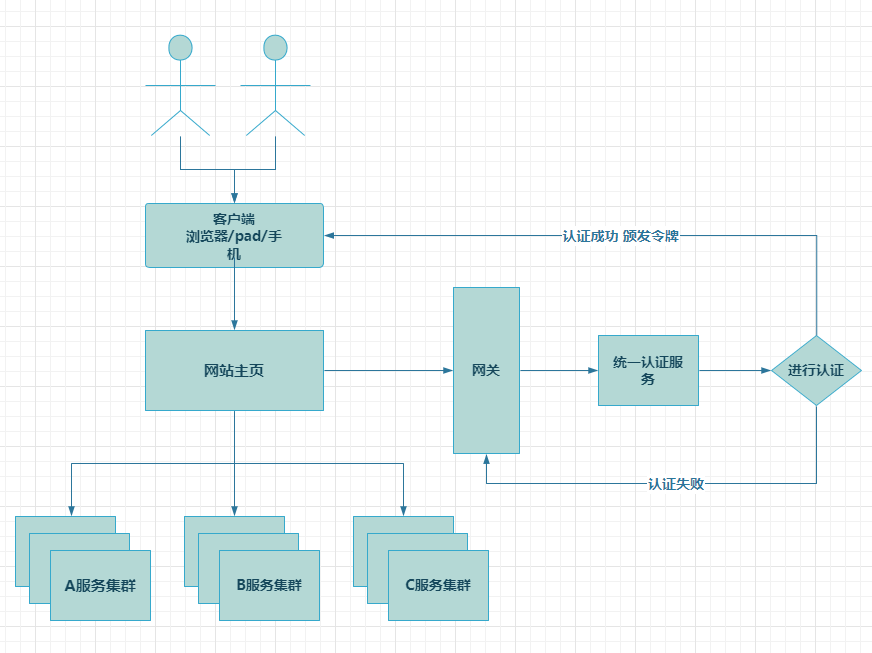 客户端
浏览器/pad/手
机
认证成功 颁发令牌
网站主页
网关
统一认证服
务
进行认证
认证失败
A服务集群
B服务集群
C服务集群